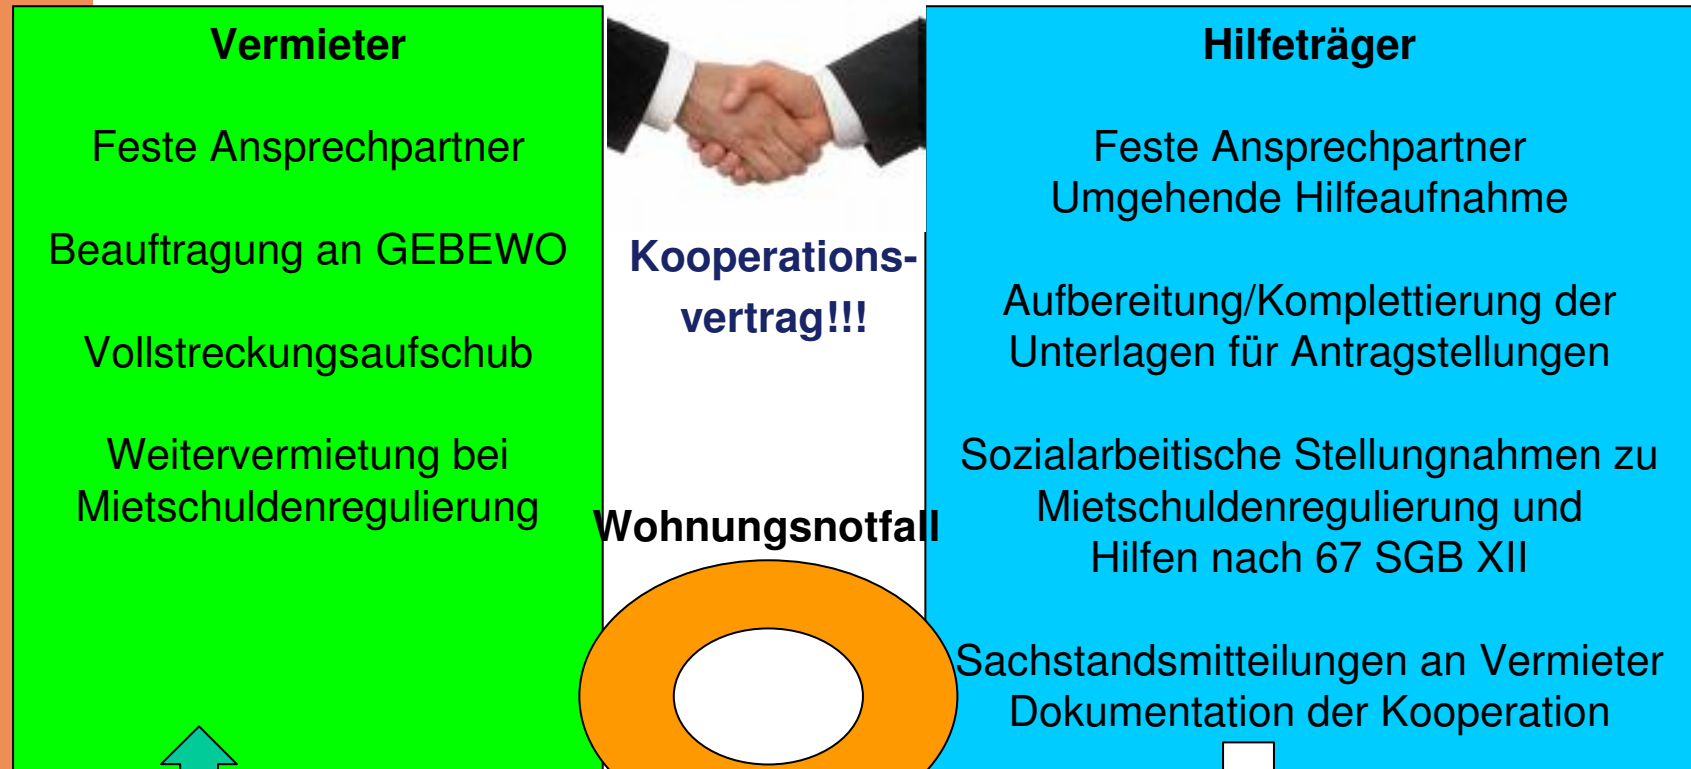 Vermieter
Feste Ansprechpartner
Beauftragung an GEBEWO
Vollstreckungsaufschub
Weitervermietung bei
Mietschuldenregulierung
Kooperations-
vertrag!!!
Wohnungsnotfall
Hilfeträger
Feste Ansprechpartner
Umgehende Hilfeaufnahme
Aufbereitung/Komplettierung der
Unterlagen für Antragstellungen
Sozialarbeitische Stellungnahmen zu
Mietschuldenregulierung und
Hilfen nach 67 SGB XII
Sachstandsmitteilungen an Vermieter
Dokumentation der Kooperation